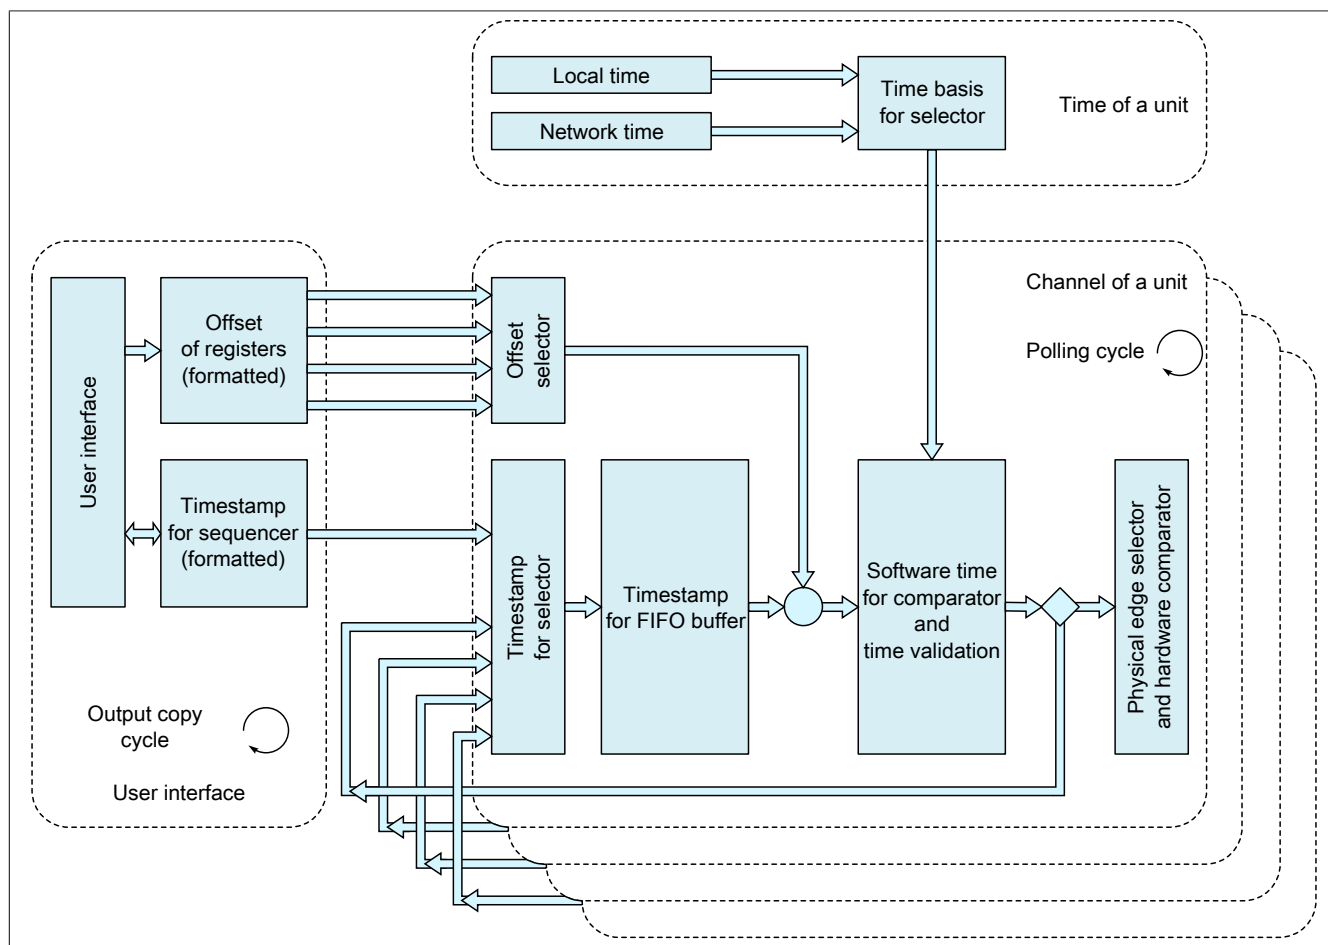 Local time
Network time
Time basis
for selector
Time of a unit
Channel of a unit
Polling cycle
User interface
Offset
of registers
(formatted)
Offset
selector
Timestamp
for sequencer
(formatted)
Timestamp
for selector
Timestamp
for FIFO buffer
Software time
for comparator
and
time validation
Physical edge selector
and hardware comparator
Output copy
cycle
User interface